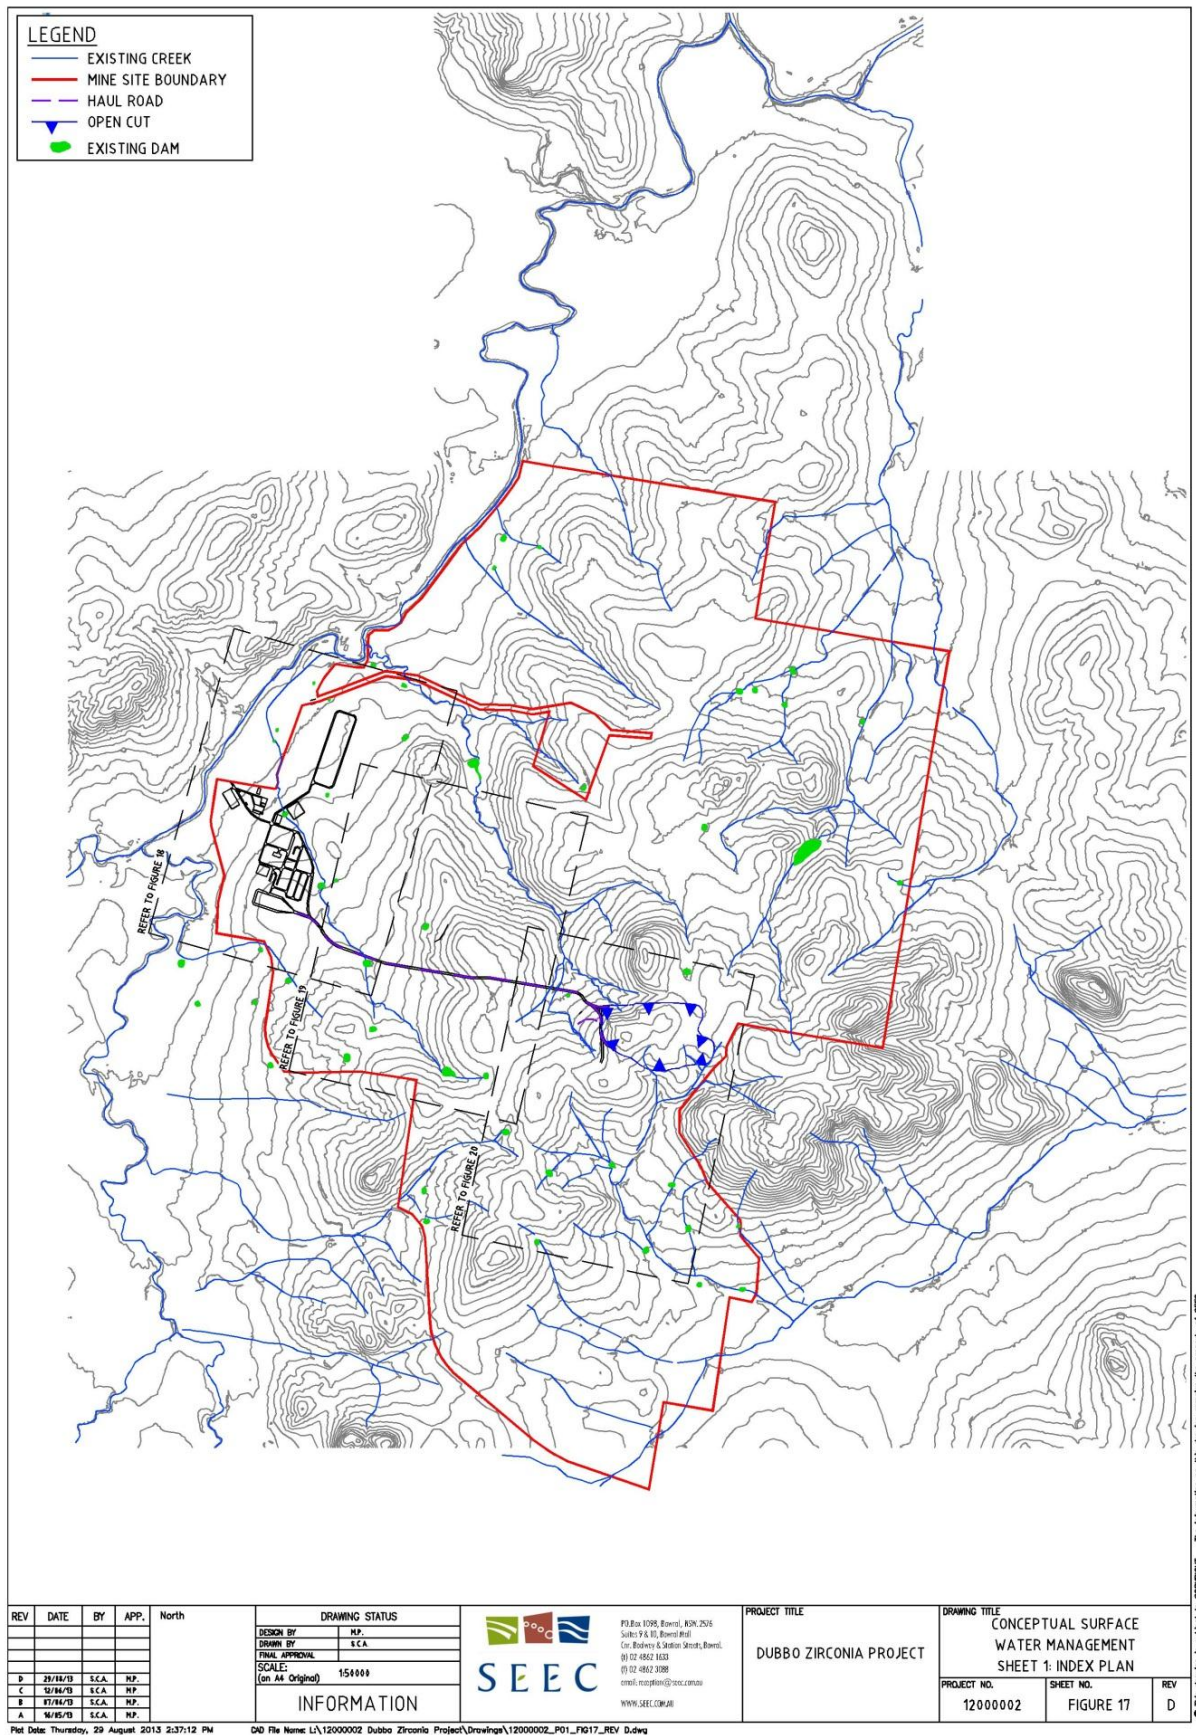 LEGEND
EXISTING CREEK
MINE SITE BOUNDARY
HAUL ROAD
OPEN CUT
EXISTING DAM
REFER TO FIGURE 18
REFER TO FIGURE 19
REFER TO FIGURE 20
REV DATE BY APP.
D 29/08/13 S.C.A. M.P.
C 12/06/13 S.C.A. M.P.
B 07/06/13 S.C.A. M.P.
A 16/05/13 S.C.A. M.P.
North
DRAWING STATUS
DESIGN BY M.P.
DRAWN BY S.C.A.
FINAL APPROVAL
SCALE: 1:50000
(on A4 Original)
INFORMATION
SEEC
P.O.Box 1098, Bowral, NSW, 2576
Suites 9 & 10, Bowral Mall
Cnr. Bowral & Station Streets, Bowral.
(p) 02 4862 1633
(f) 02 4862 3088
email: reception@seec.com.au
WWW.SEEC.COM.AU
PROJECT TITLE
DUBBO ZIRCONIA PROJECT
DRAWING TITLE
CONCEPTUAL SURFACE
WATER MANAGEMENT
SHEET 1: INDEX PLAN
PROJECT NO.
12000002
SHEET NO.
FIGURE 17
REV
D
Plot Date: Thursday, 29 August 2013 2:37:12 PM
CAD File Name: L:\12000002 Dubbo Zirconia Project\Drawings\12000002_P01_FIG17_REV D.dwg